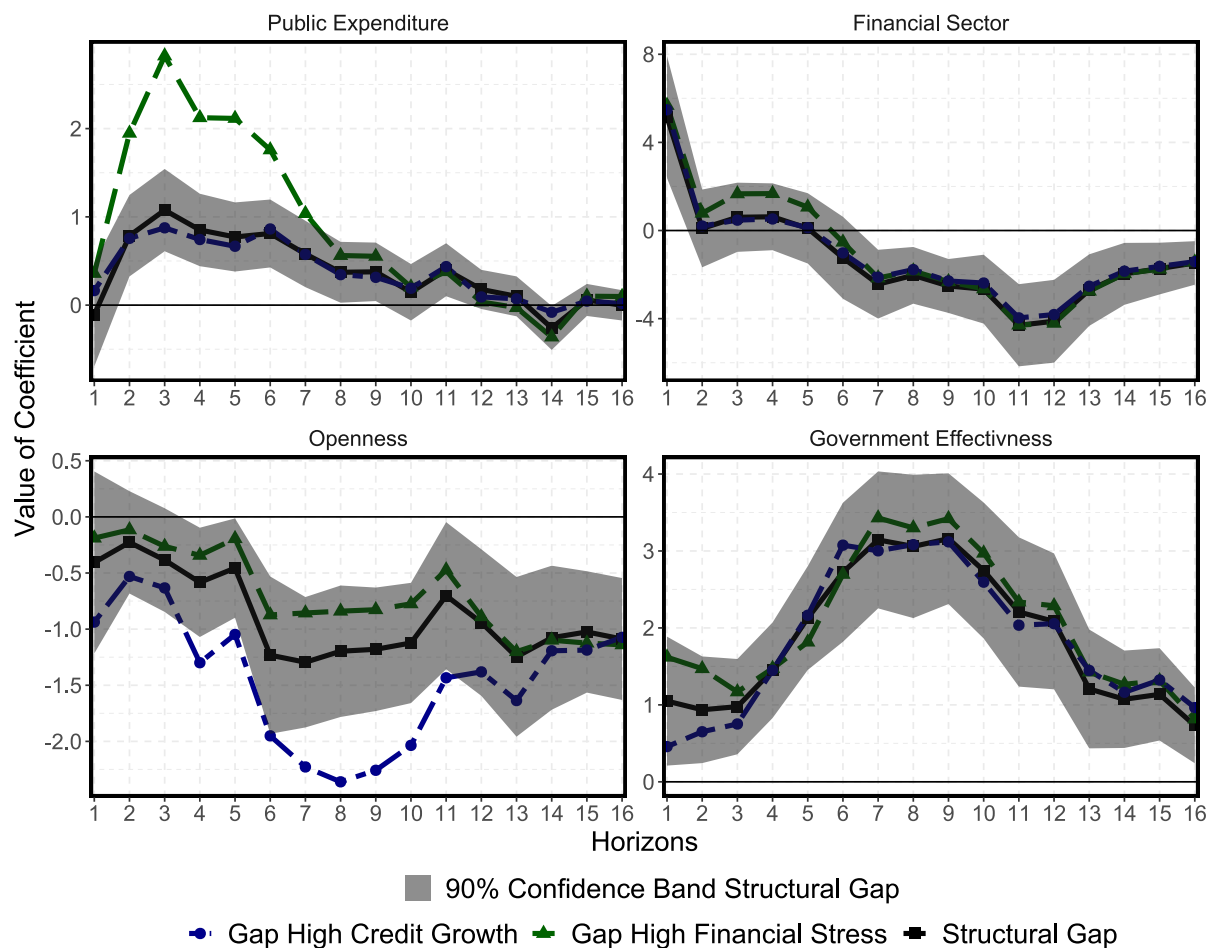 Public Expenditure
Financial Sector
2
1
0
1 2 3 4 5 6 7 8 9 10 11 12 13 14 15 16
8
4
0
-4
1 2 3 4 5 6 7 8 9 10 11 12 13 14 15 16
Value of Coefficient
Openness
Government Effectivness
0.5
0.0
-0.5
-1.0
-1.5
-2.0
1 2 3 4 5 6 7 8 9 10 11 12 13 14 15 16
4
3
2
1
0
1 2 3 4 5 6 7 8 9 10 11 12 13 14 15 16
Horizons
90% Confidence Band Structural Gap
Gap High Credit Growth Gap High Financial Stress Structural Gap